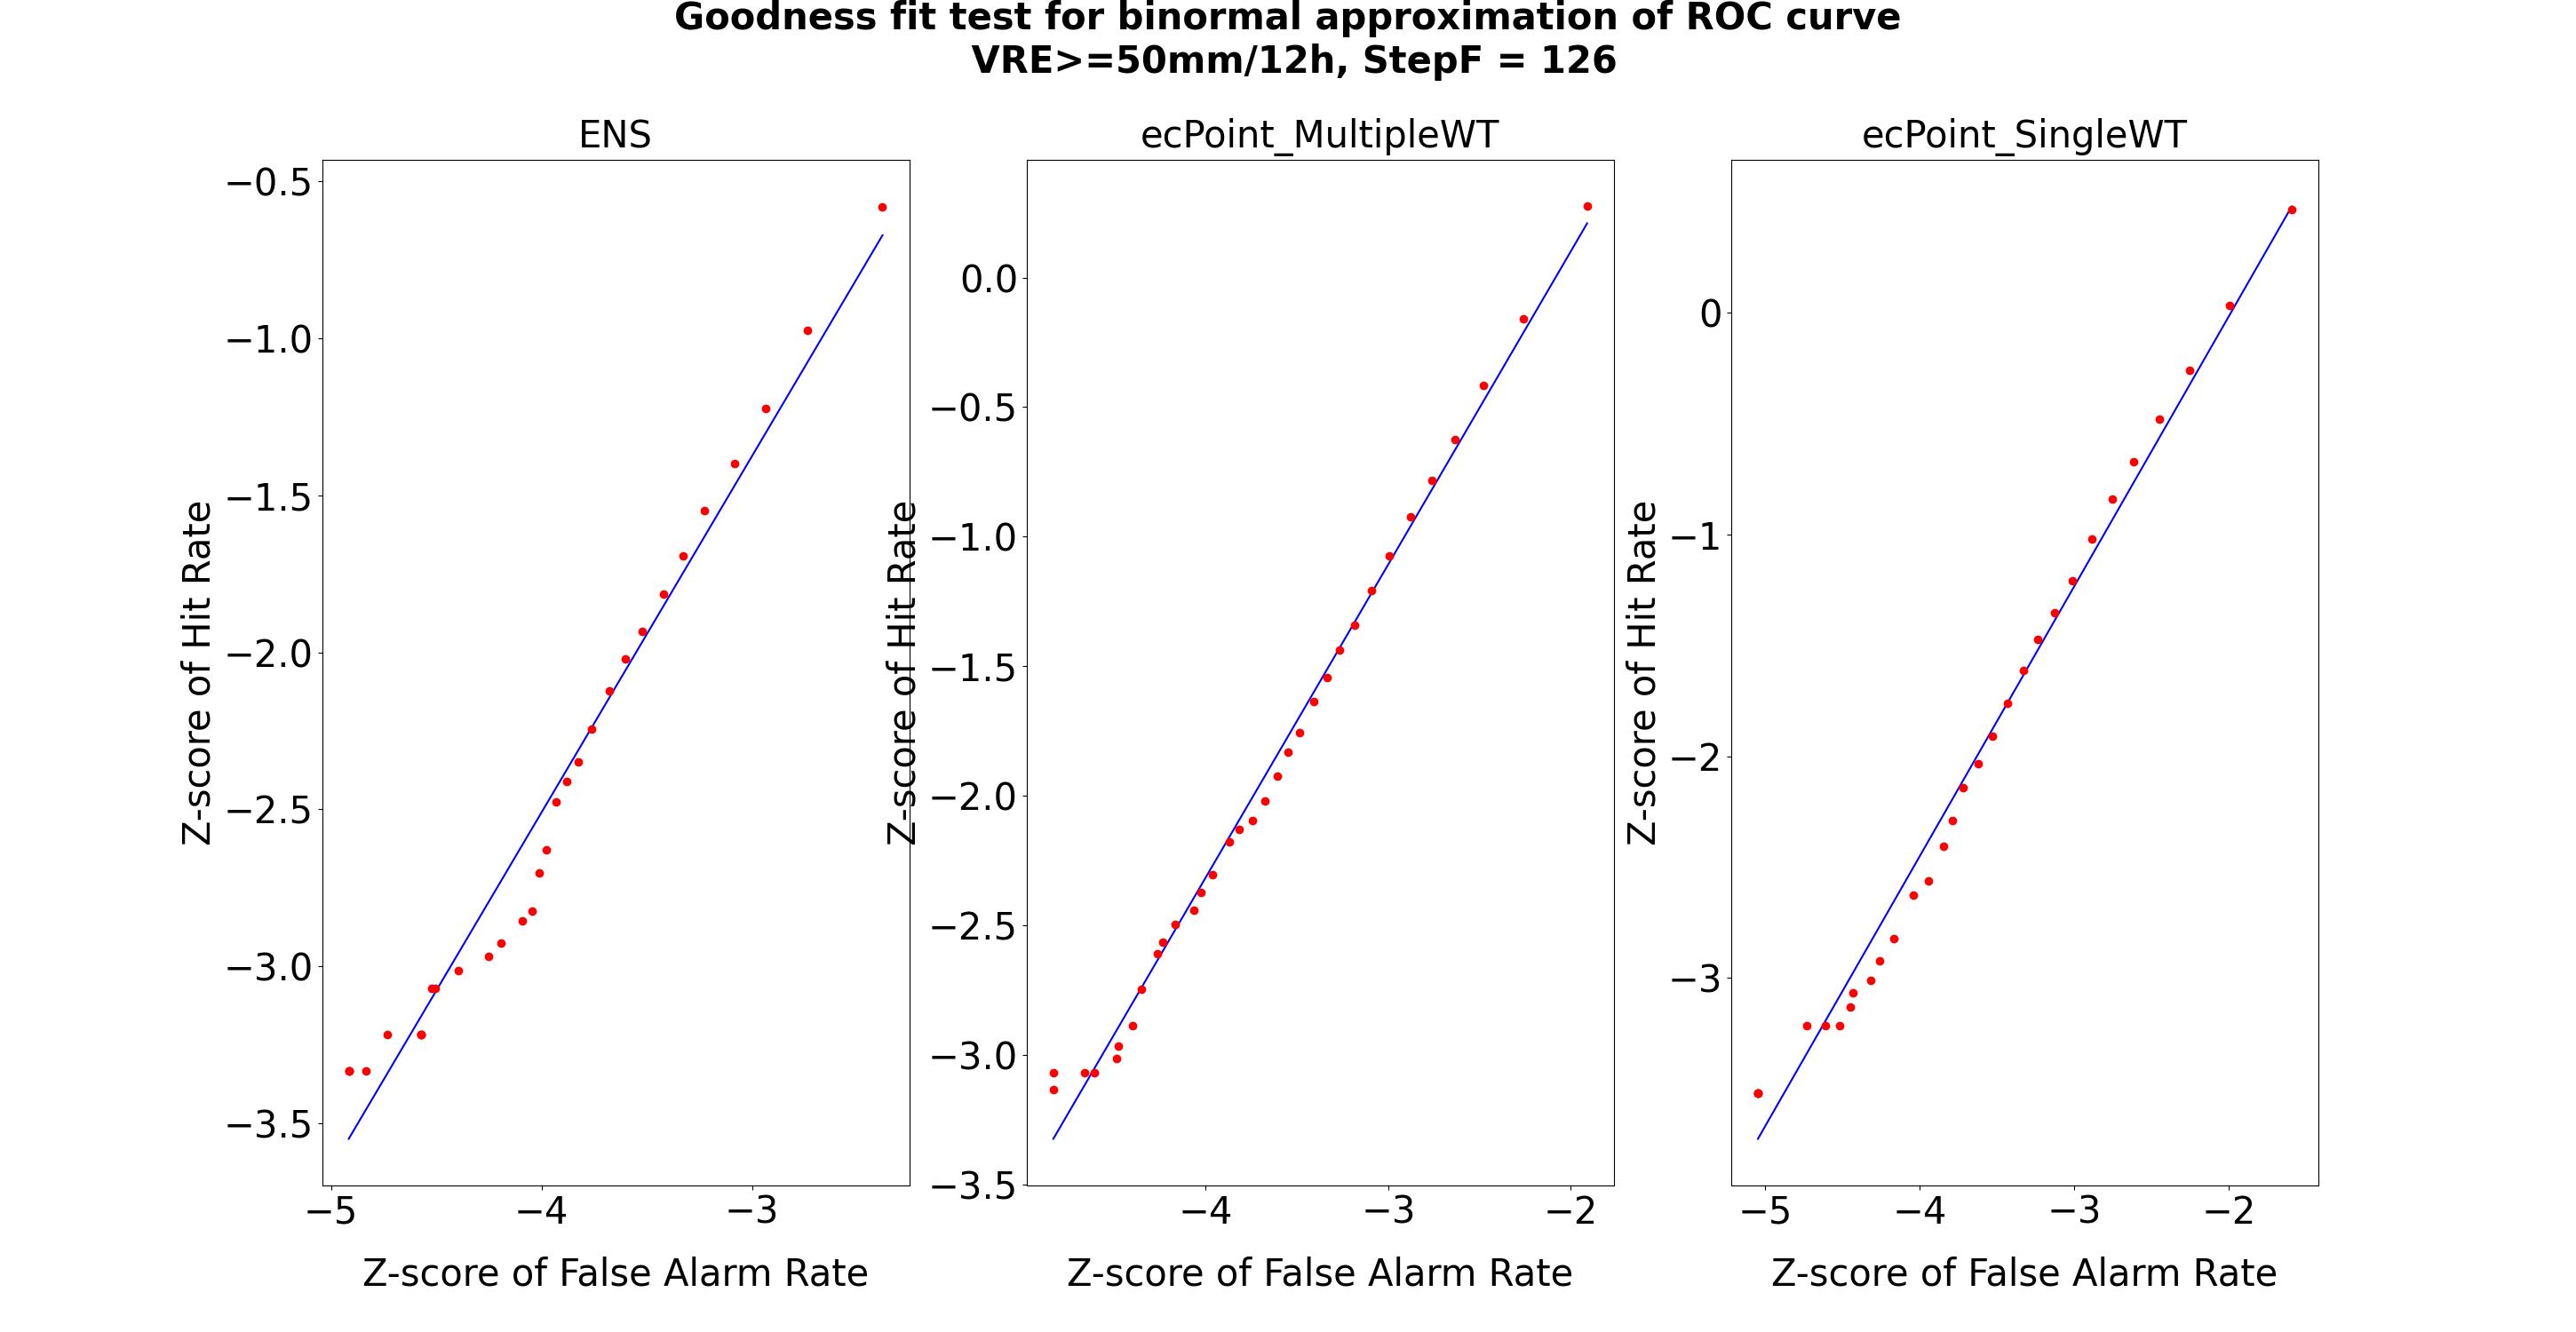 Goodness fit test for binormal approximation of ROC curve
VRE>=50mm/12h, StepF = 126
ENS
−0.5
−1.0
−1.5
−2.0
−2.5
−3.0
−3.5
Z-score of Hit Rate
−5
−4
−3
Z-score of False Alarm Rate
ecPoint_MultipleWT
0.0
−0.5
−1.0
−1.5
−2.0
−2.5
−3.0
−3.5
Z-score of Hit Rate
−4
−3
−2
Z-score of False Alarm Rate
ecPoint_SingleWT
0
−1
−2
−3
Z-score of Hit Rate
−5
−4
−3
−2
Z-score of False Alarm Rate